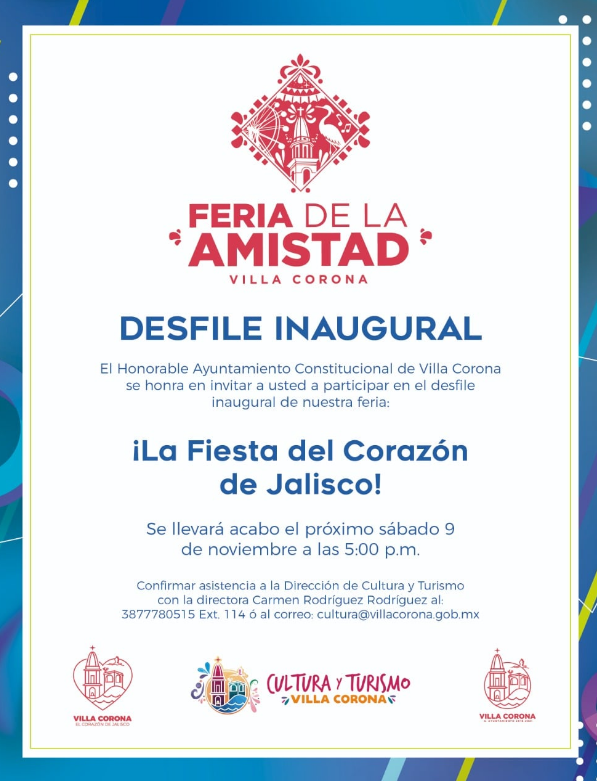 FERIA DE LA
AMISTAD
VILLA CORONA
DESFILE INAUGURAL
El Honorable Ayuntamiento Constitucional de Villa Corona
se honra en invitar a usted a participar en el desfile
inaugural de nuestra feria:
¡La Fiesta del Corazón
de Jalisco!
Se llevará acabo el próximo sábado 9
de noviembre a las 5:00 p.m.
Confirmar asistencia a la Dirección de Cultura y Turismo
con la directora Carmen Rodríguez Rodríguez al:
3877780515 Ext. 114 ó al correo: cultura@villacorona.gob.mx
VILLA CORONA
EL CORAZÓN DE JALISCO
CULTURA y TURISMO
VILLA CORONA
VILLA CORONA